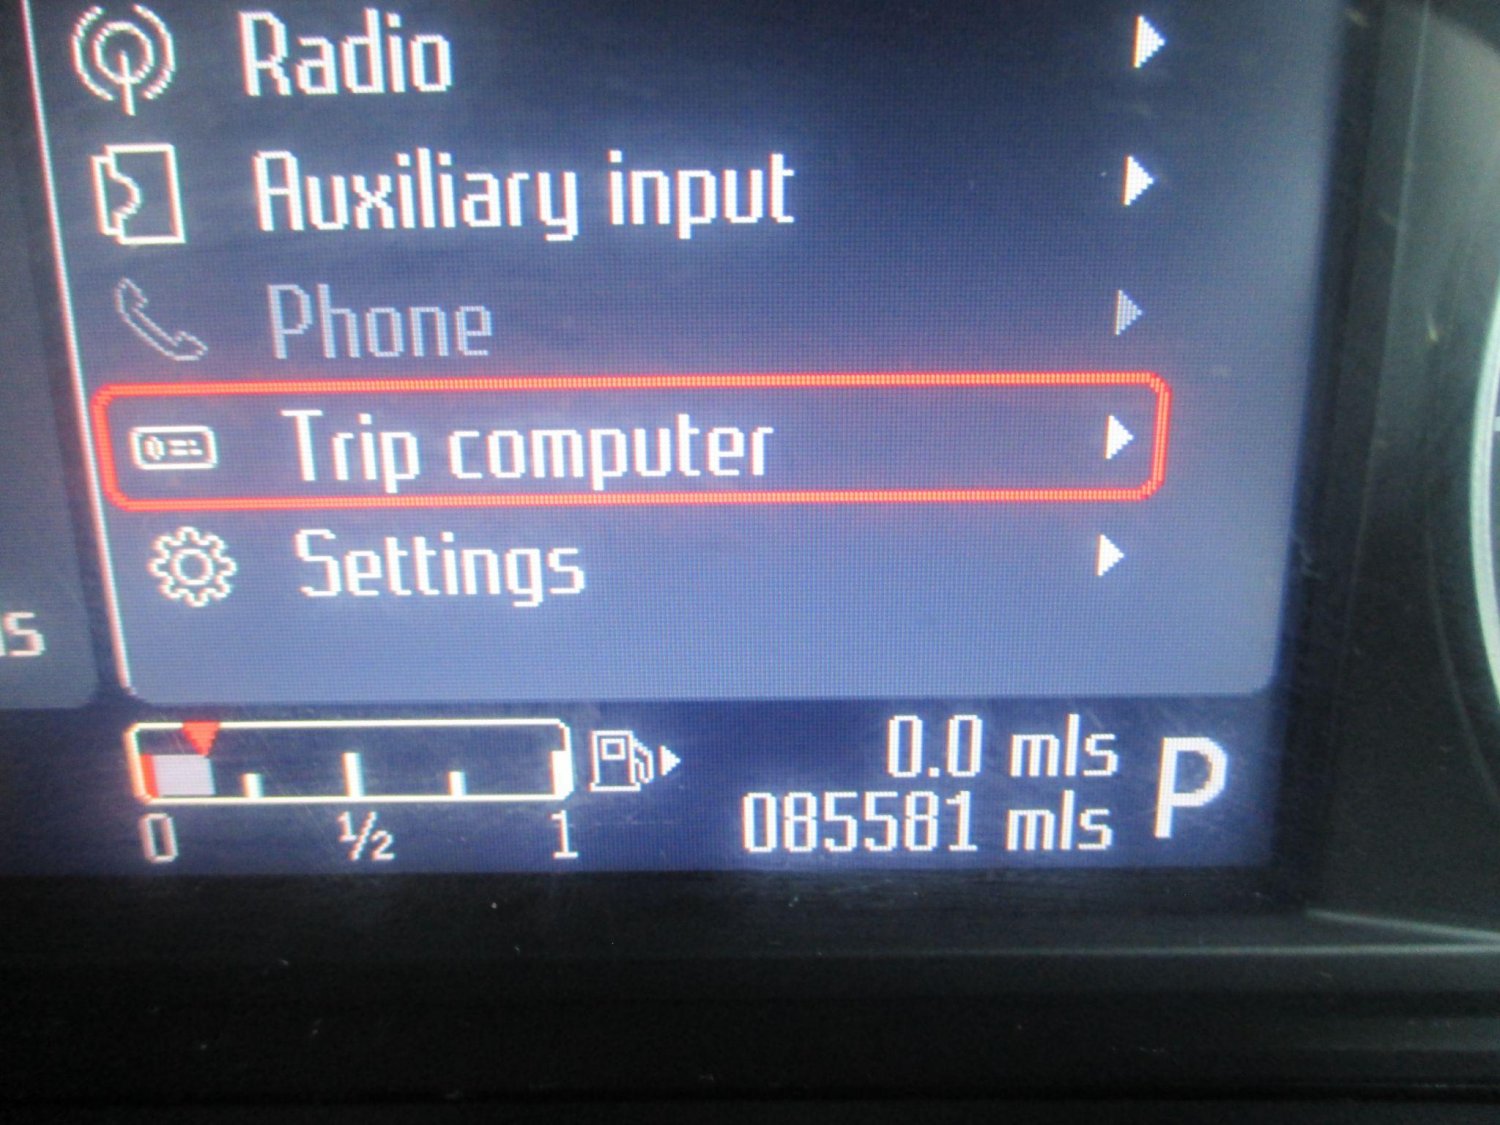 Radio
Auxiliary input
Phone
Trip computer
Settings
0.0 mls
085581 mls
P
0 ½ 1